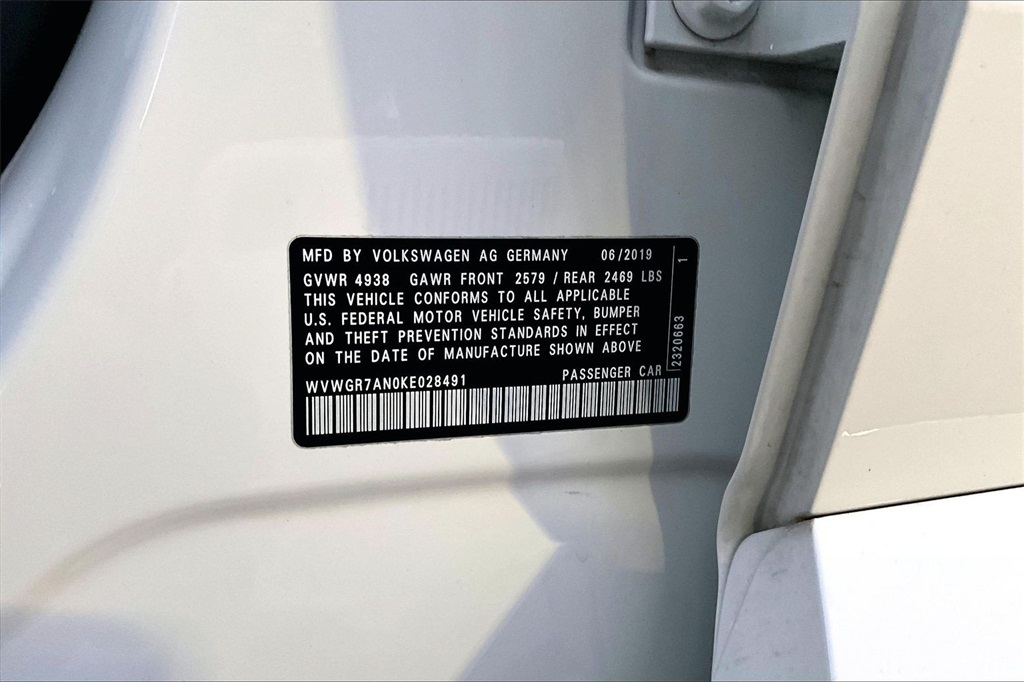 MFD BY VOLKSWAGEN AG GERMANY 06/2019
GVWR 4938 GAWR FRONT 2579 / REAR 2469 LBS
THIS VEHICLE CONFORMS TO ALL APPLICABLE
U.S. FEDERAL MOTOR VEHICLE SAFETY, BUMPER
AND THEFT PREVENTION STANDARDS IN EFFECT
ON THE DATE OF MANUFACTURE SHOWN ABOVE
WVWGR7AN0KE028491 PASSENGER CAR
2320663 1